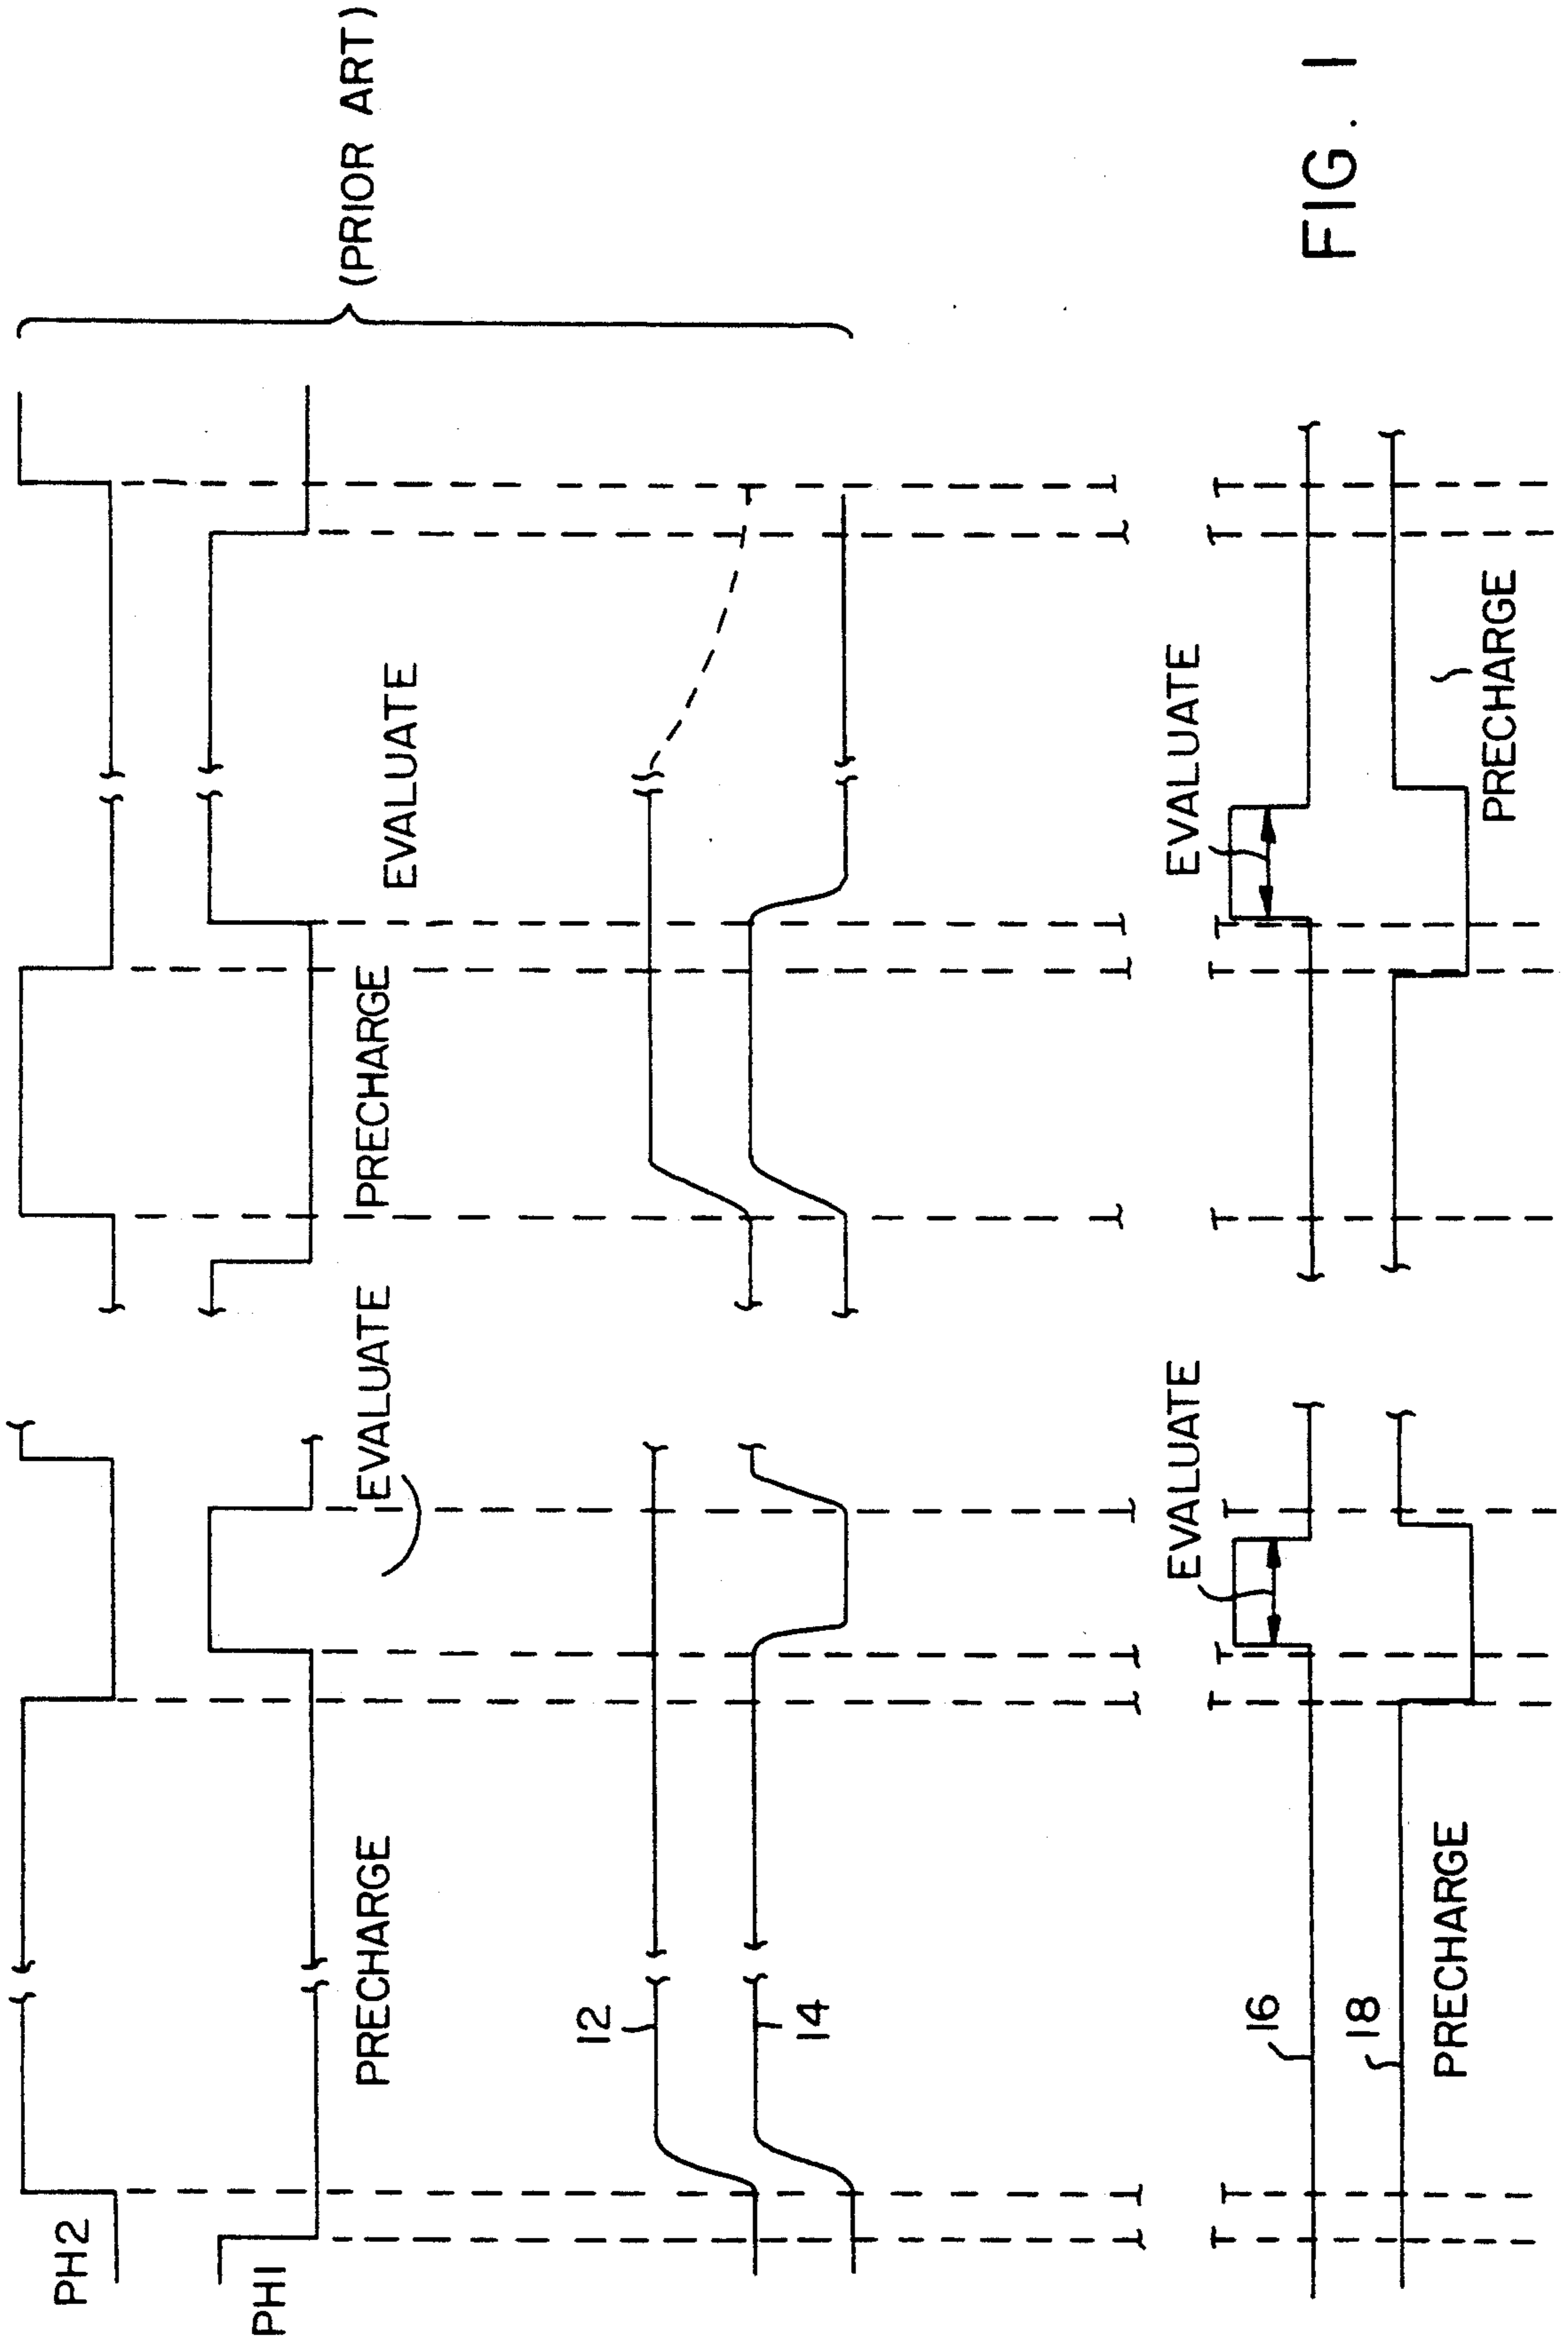 PH2
PH1
(PRIOR ART)
PRECHARGE
EVALUATE
PRECHARGE
EVALUATE
12
14
EVALUATE
EVALUATE
16
18
PRECHARGE
PRECHARGE
FIG. 1